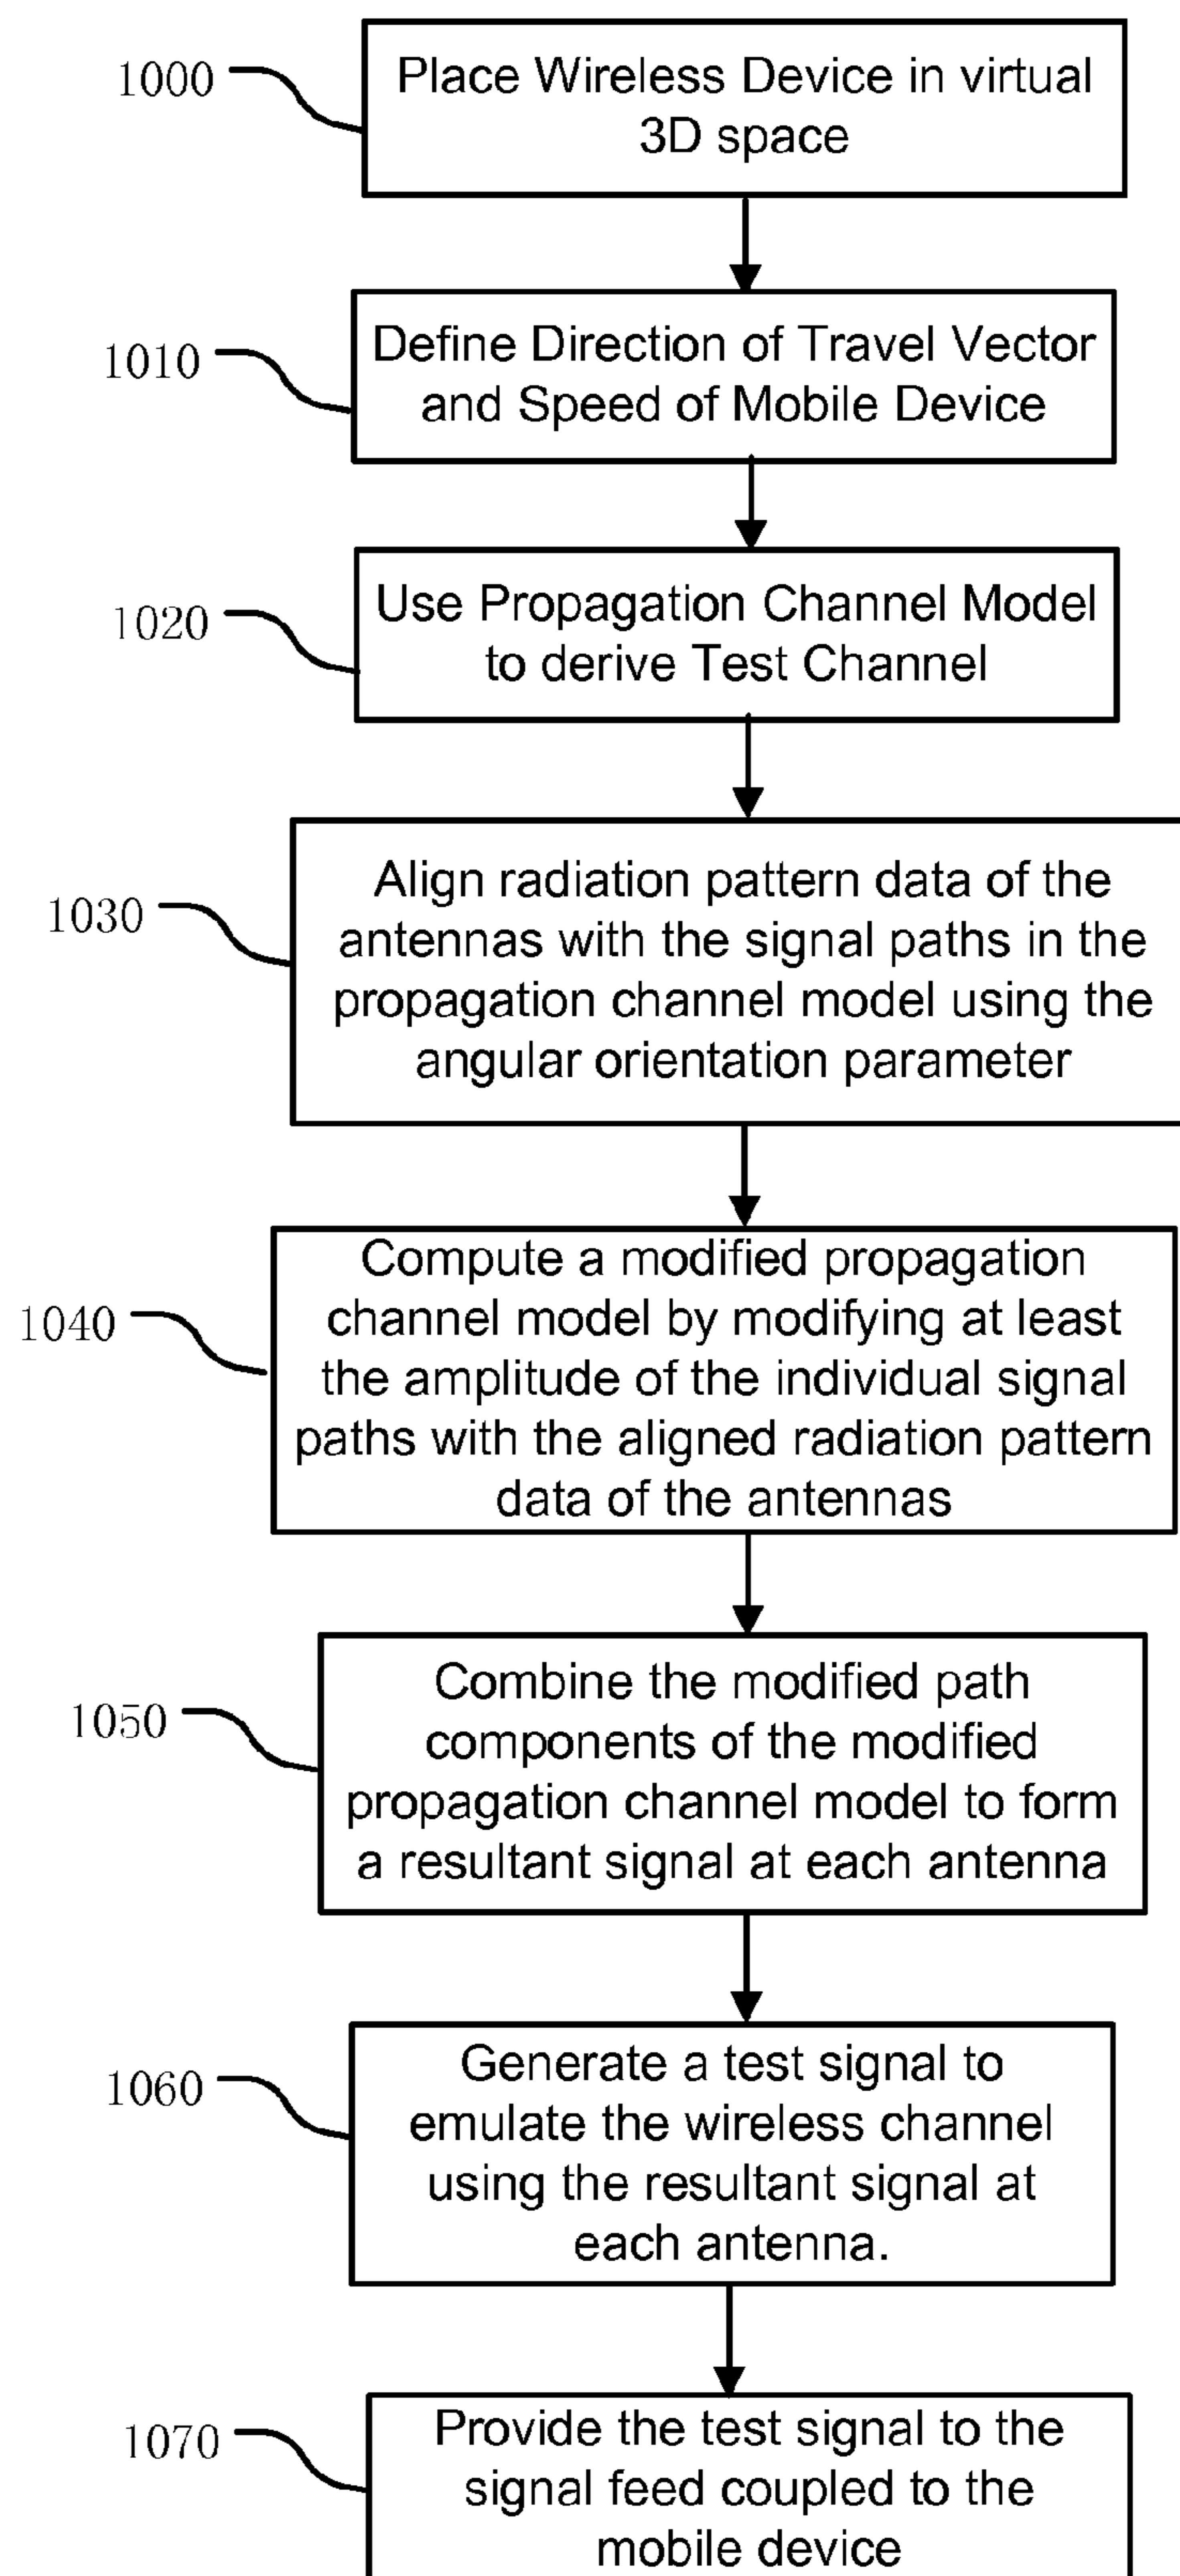 1000
Place Wireless Device in virtual
3D space
1010
Define Direction of Travel Vector
and Speed of Mobile Device
1020
Use Propagation Channel Model
to derive Test Channel
1030
Align radiation pattern data of the
antennas with the signal paths in the
propagation channel model using the
angular orientation parameter
1040
Compute a modified propagation
channel model by modifying at least
the amplitude of the individual signal
paths with the aligned radiation pattern
data of the antennas
1050
Combine the modified path
components of the modified
propagation channel model to form
a resultant signal at each antenna
1060
Generate a test signal to
emulate the wireless channel
using the resultant signal at
each antenna.
1070
Provide the test signal to the
signal feed coupled to the
mobile device